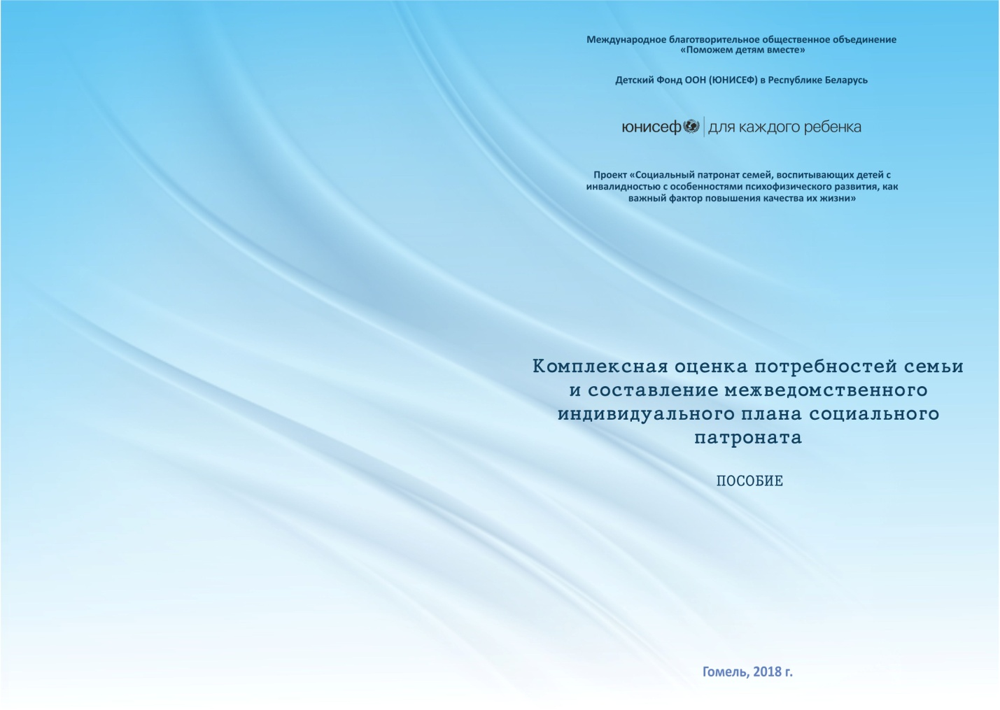 Международное благотворительное общественное объединение
«Поможем детям вместе»
Детский Фонд ООН (ЮНИСЕФ) в Республике Беларусь
юнисеф для каждого ребенка
Проект «Социальный патронат семей, воспитывающих детей с
инвалидностью с особенностями психофизического развития, как
важный фактор повышения качества их жизни»
Комплексная оценка потребностей семьи
и составление межведомственного
индивидуального плана социального
патроната
ПОСОБИЕ
Гомель, 2018 г.